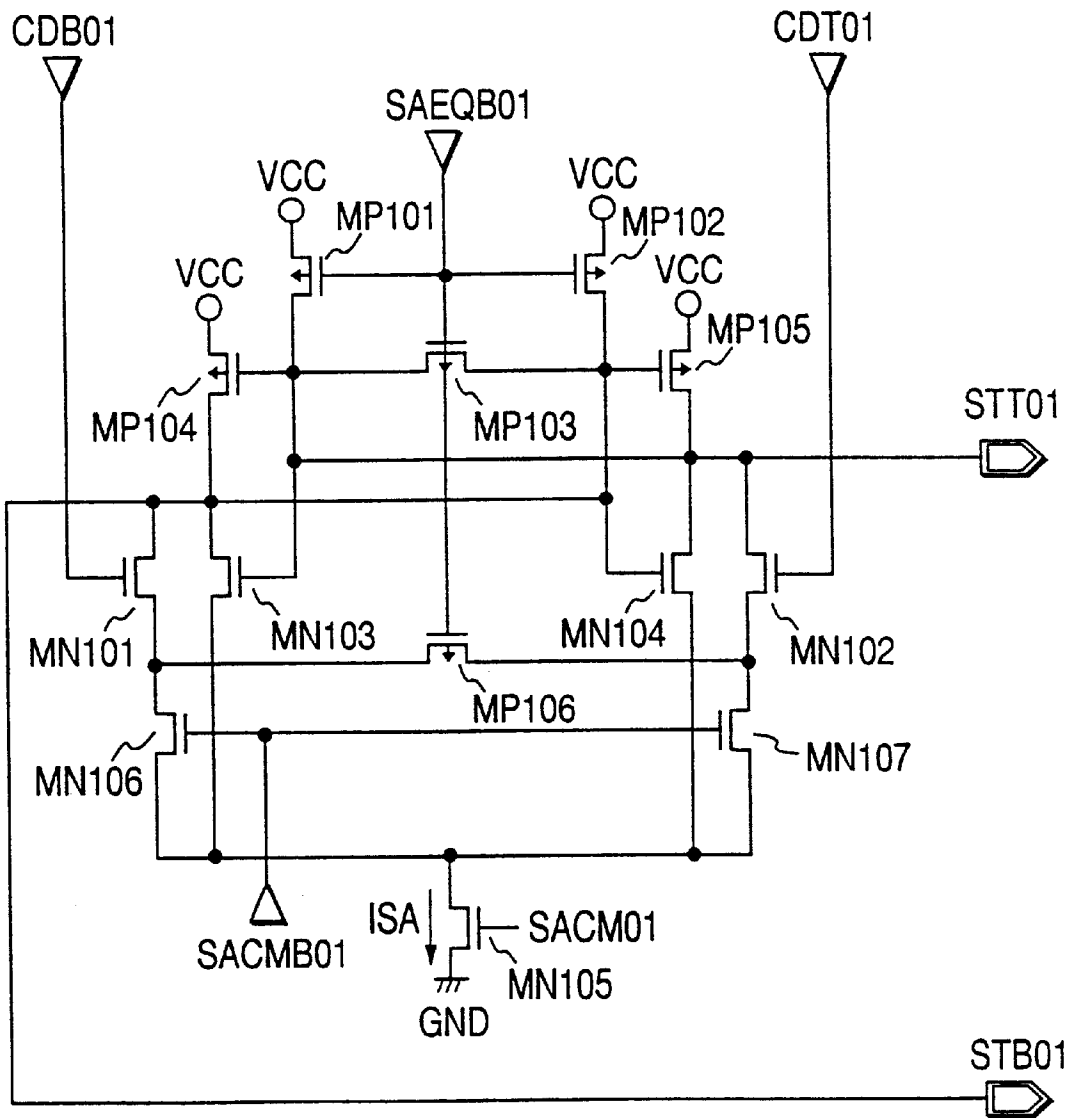 CDB01
CDT01
SAEQB01
VCC
MP101
VCC
MP102
VCC
VCC
MP105
MP104
MP103
STT01
MN101
MN103
MN104
MN102
MP106
MN106
MN107
ISA
SACM01
SACMB01
MN105
GND
STB01